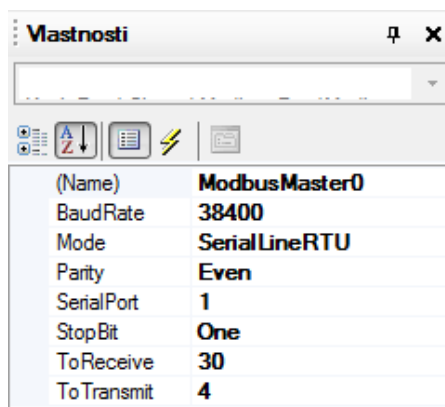 Vlastnosti
(Name) ModbusMaster0
BaudRate 38400
Mode SerialLineRTU
Parity Even
SerialPort 1
StopBit One
ToReceive 30
ToTransmit 4